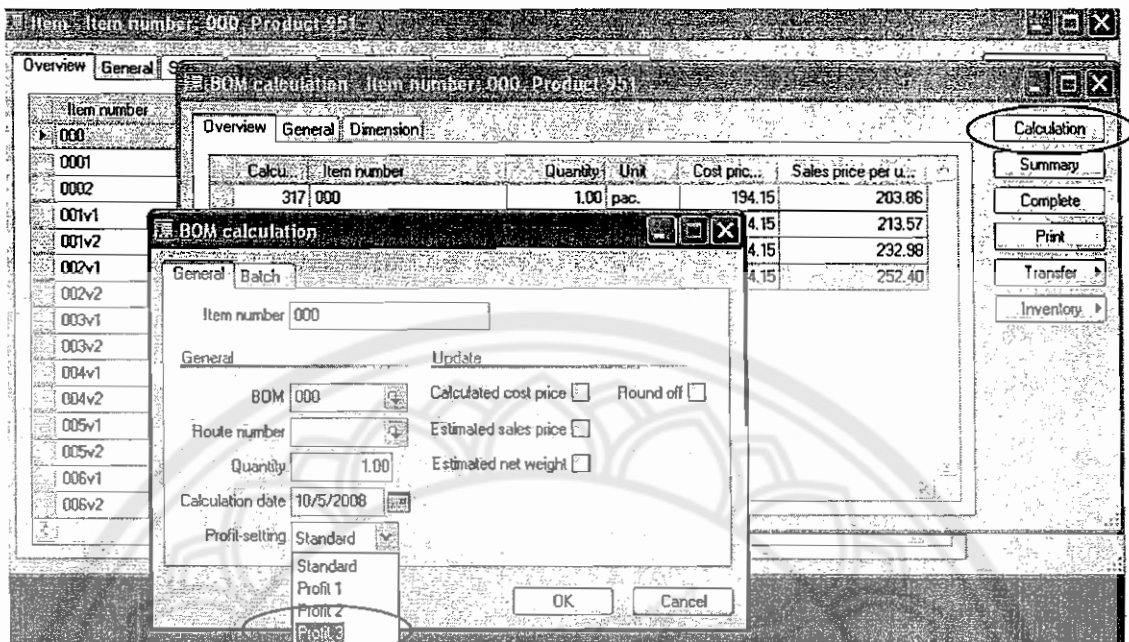 Item - Item number: 000, Product 951
Overview General
BOM calculation - Item number: 000, Product 951
Item number
000
0001
0002
001v1
001v2
002v1
002v2
003v1
003v2
004v1
004v2
005v1
005v2
006v1
006v2
Overview General Dimension
Calcu... Item number Quantity Unit Cost pric... Sales price per u...
317 000 1.00 pac. 194.15 203.86
4.15 213.57
4.15 232.98
4.15 252.40
Calculation
Summary
Complete
Print
Transfer
Inventory
BOM calculation
General Batch
Item number 000
General Update
BOM 000 Calculated cost price Round off
Route number Estimated sales price
Quantity 1.00 Estimated net weight
Calculation date 10/5/2008
Profit-setting Standard
Standard
Profit 1
Profit 2
Profit 3
OK Cancel